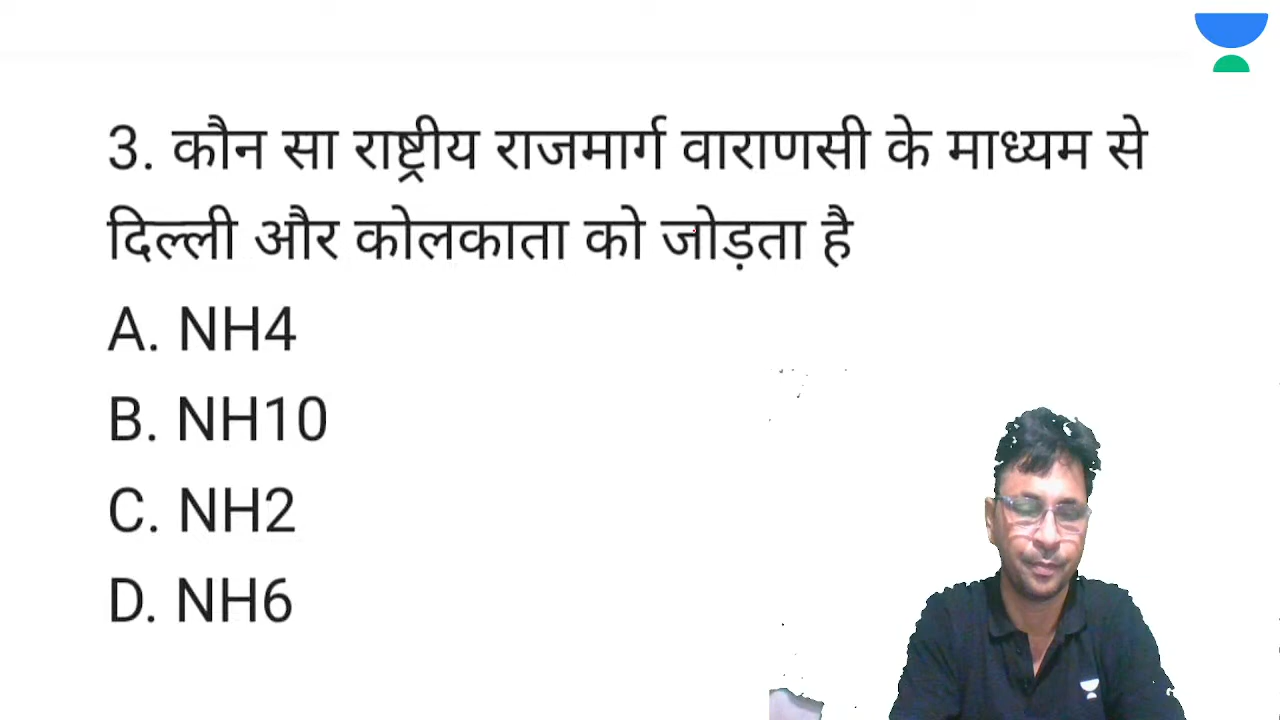 3. कौन सा राष्ट्रीय राजमार्ग वाराणसी के माध्यम से
दिल्ली और कोलकाता को जोड़ता है
A. NH4
B. NH10
C. NH2
D. NH6